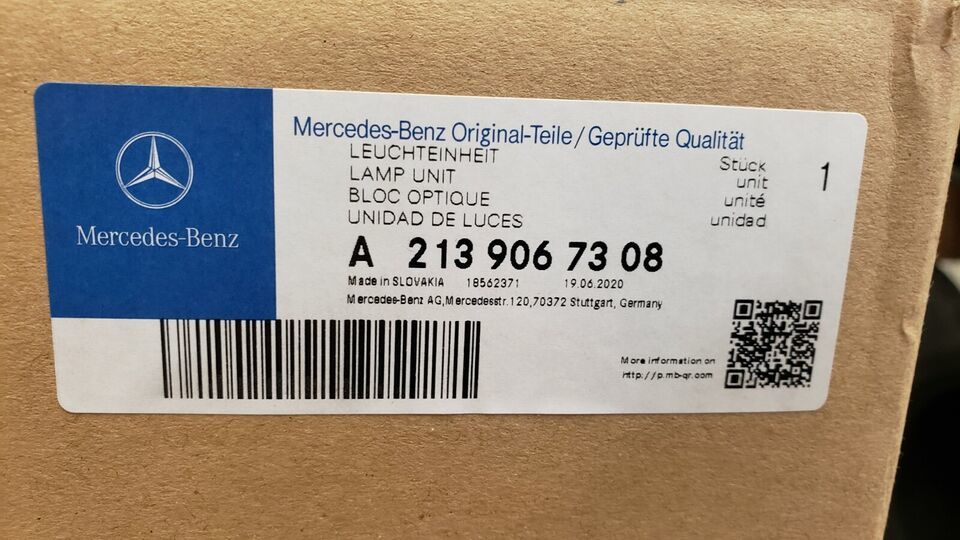 Mercedes-Benz
Mercedes-Benz Original-Teile/Geprüfte Qualität
LEUCHTEINHEIT
LAMP UNIT
BLOC OPTIQUE
UNIDAD DE LUCES
Stück
unit
unité
unidad
1
A 213 906 73 08
Made in SLOVAKIA 18562371 19.06.2020
Mercedes-Benz AG,Mercedesstr.120,70372 Stuttgart, Germany
More information on
http://p.mb-qr.com